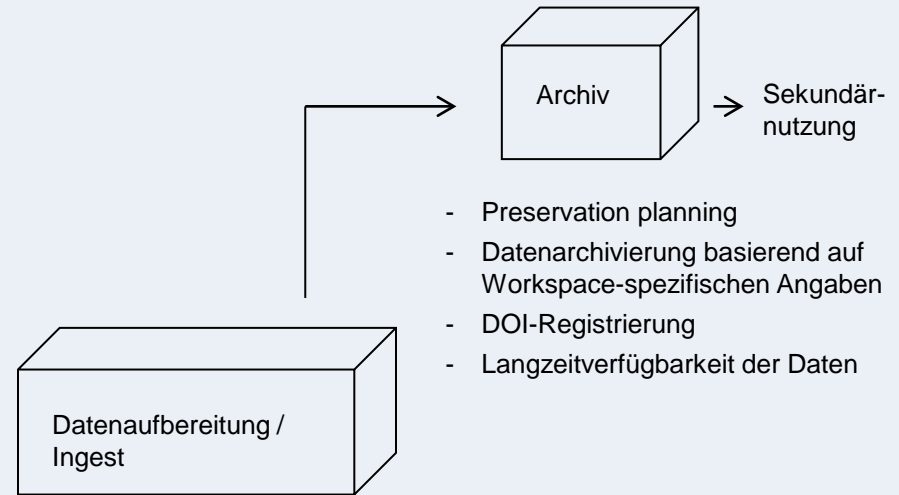 Archiv
Sekundär-
nutzung
- Preservation planning
- Datenarchivierung basierend auf
Workspace-spezifischen Angaben
- DOI-Registrierung
- Langzeitverfügbarkeit der Daten
Datenaufbereitung /
Ingest